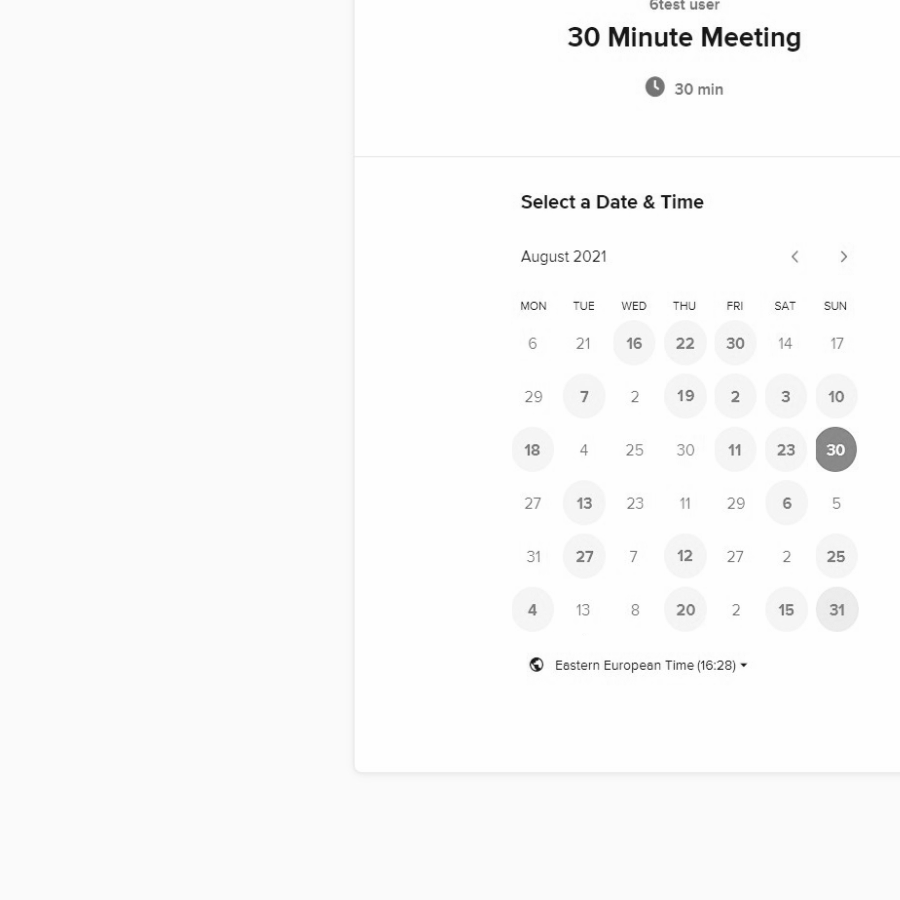 6test user
30 Minute Meeting
30 min
Select a Date & Time
August 2021
MON TUE WED THU FRI SAT SUN
6 21 16 22 30 14 17
29 7 2 19 2 3 10
18 4 25 30 11 23 30
27 13 23 11 29 6 5
31 27 7 12 27 2 25
4 13 8 20 2 15 31
Eastern European Time (16:28)